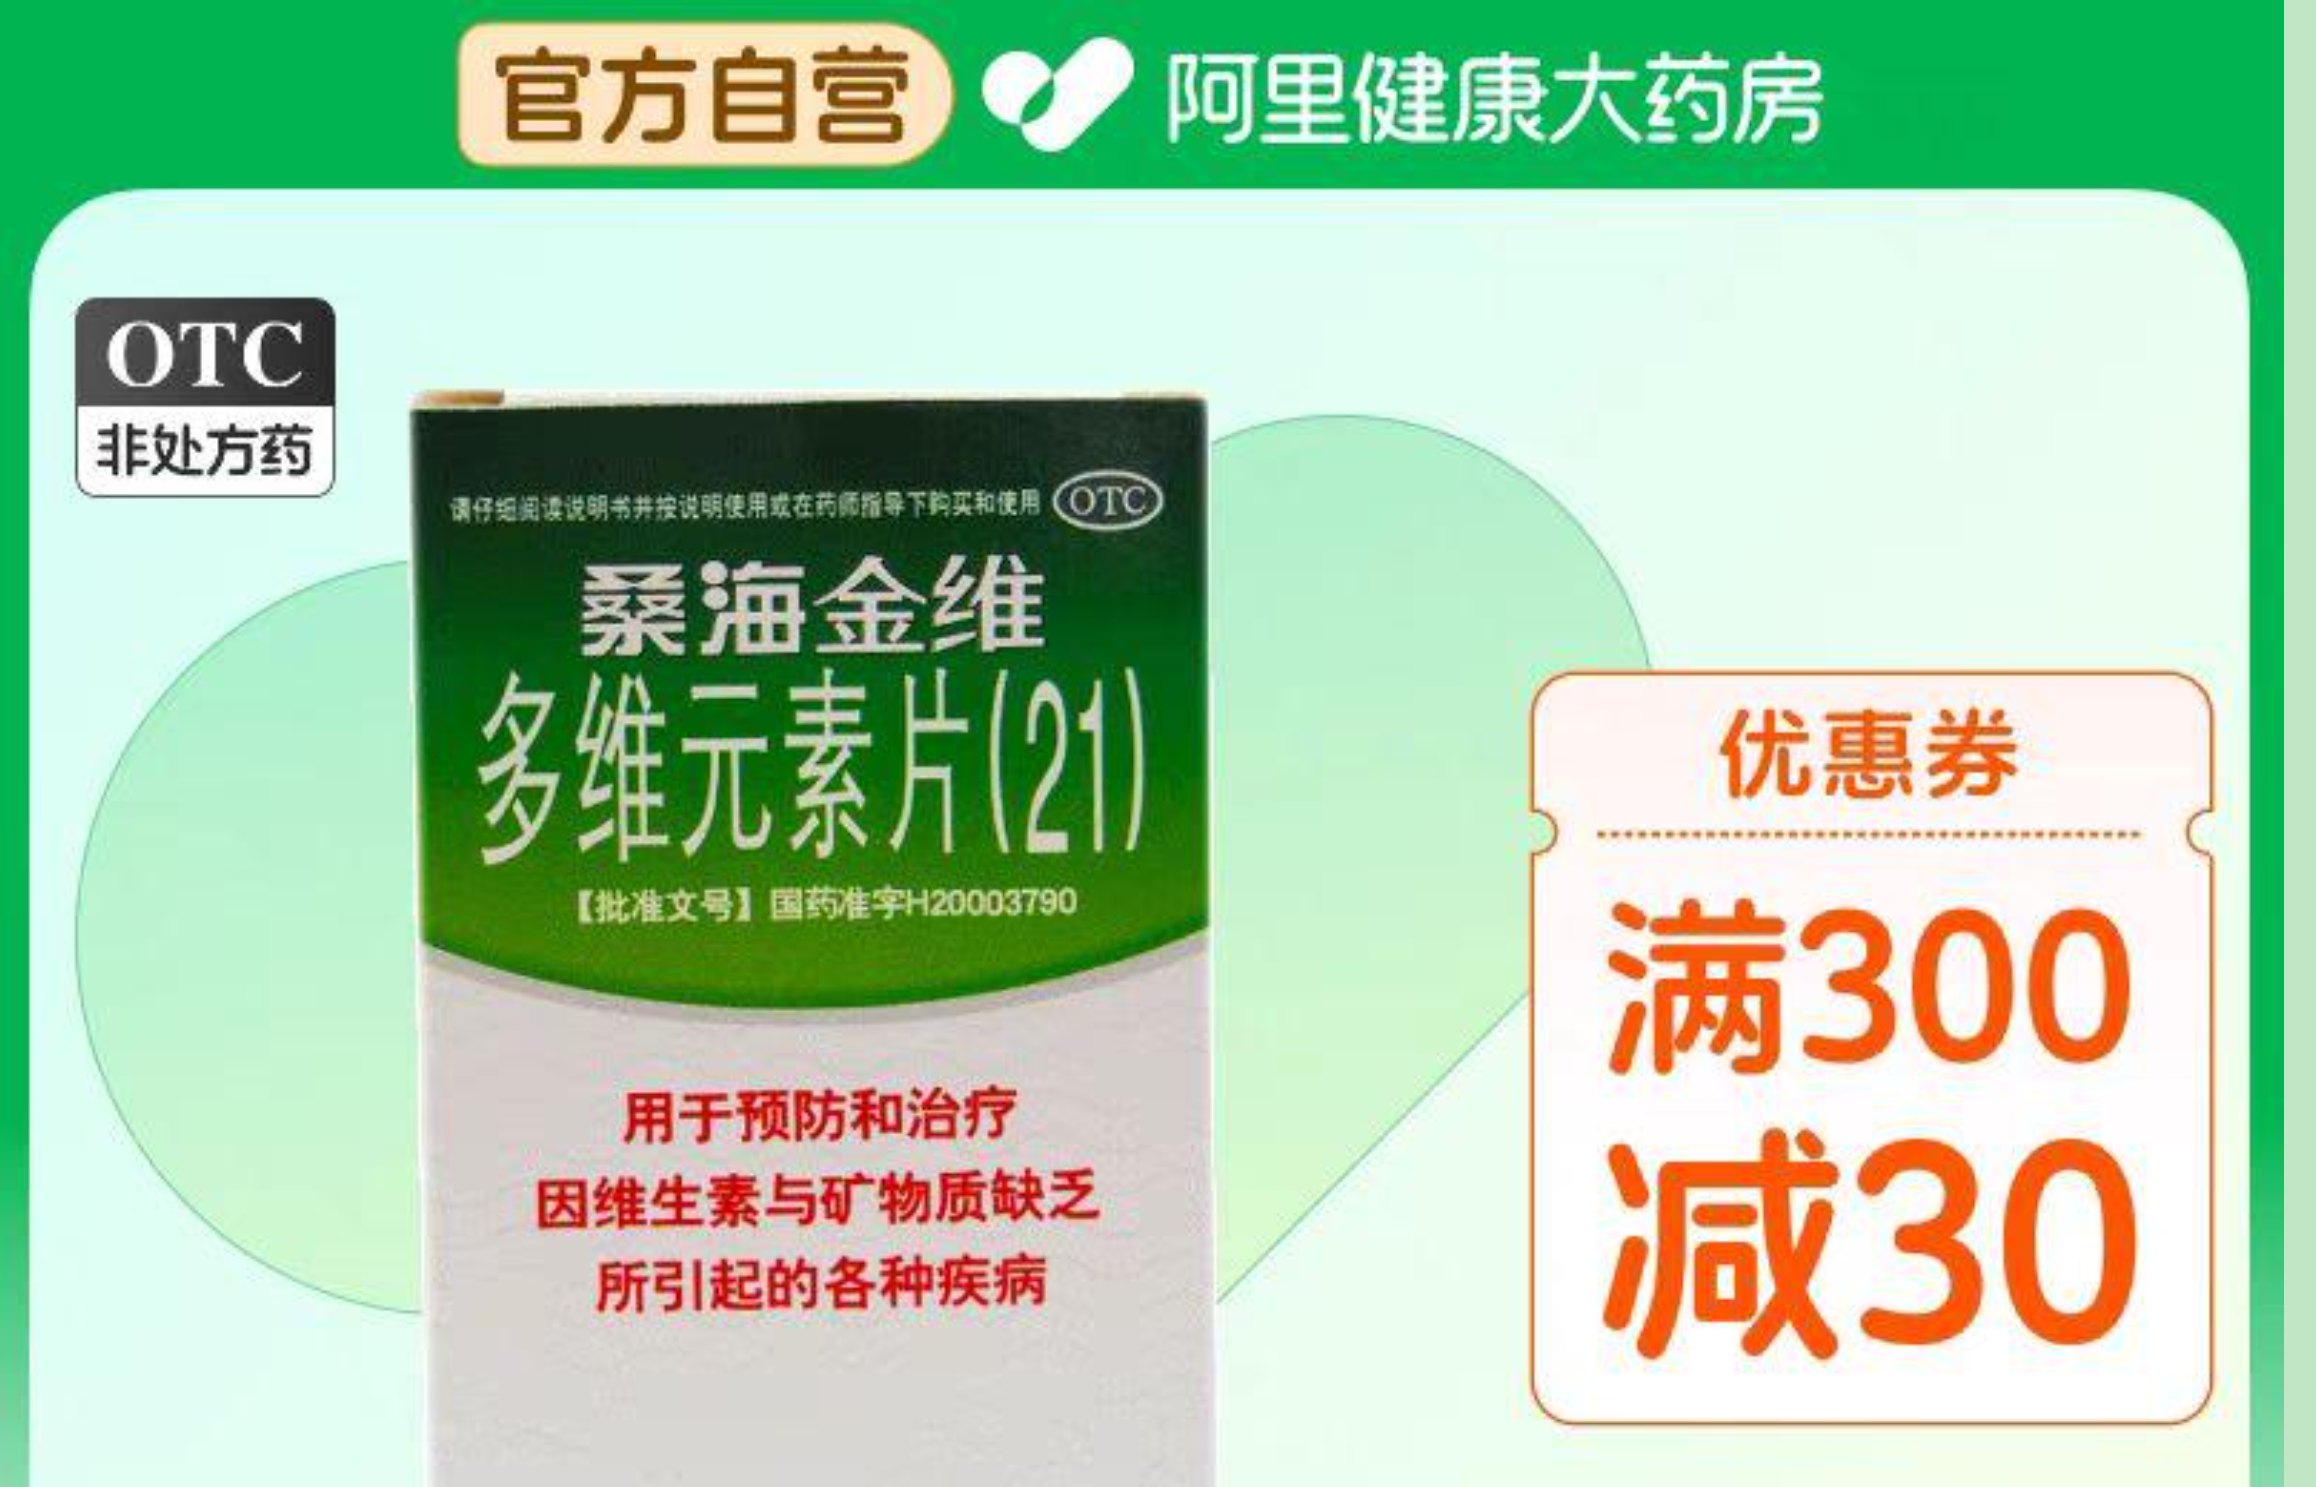 官方自营 阿里健康大药房
OTC
非处方药
请仔细阅读说明书并按说明使用或在药师指导下购买和使用 OTC
桑海金维
多维元素片(21)
【批准文号】国药准字H20003790
用于预防和治疗
因维生素与矿物质缺乏
所引起的各种疾病
优惠券
满300
减30